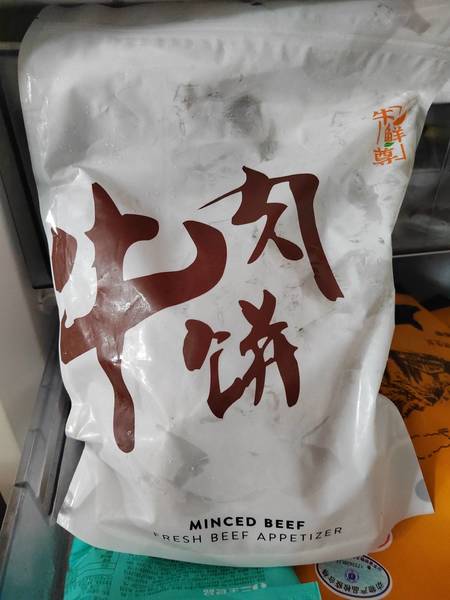 牛鲜尊
牛肉
饼
MINCED BEEF
FRESH BEEF APPETIZER